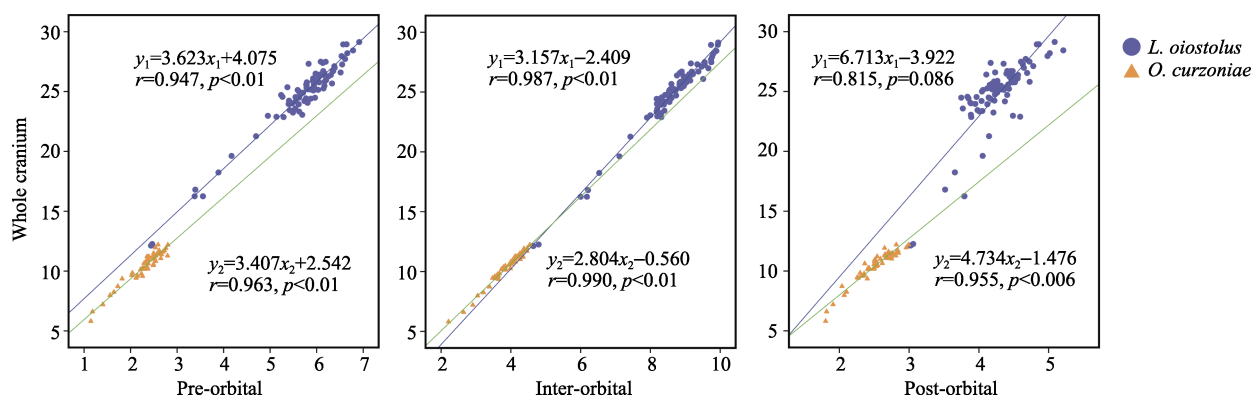 Whole cranium
30
25
20
15
10
5
y₁=3.623x₁+4.075
r=0.947, p<0.01
y₂=3.407x₂+2.542
r=0.963, p<0.01
1 2 3 4 5 6 7
Pre-orbital
30
25
20
15
10
5
y₁=3.157x₁−2.409
r=0.987, p<0.01
y₂=2.804x₂−0.560
r=0.990, p<0.01
2 4 6 8 10
Inter-orbital
30
25
20
15
10
5
y₁=6.713x₁−3.922
r=0.815, p=0.086
y₂=4.734x₂−1.476
r=0.955, p<0.006
2 3 4 5
Post-orbital
L. oiostolus
O. curzoniae